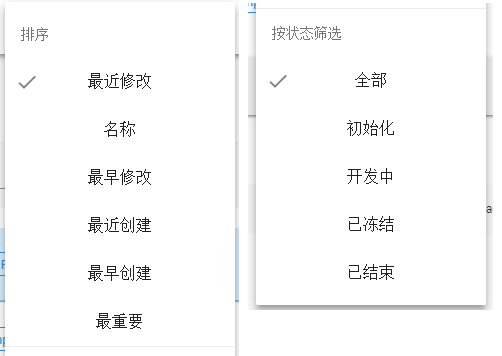 排序
最近修改
名称
最早修改
最近创建
最早创建
最重要
按状态筛选
全部
初始化
开发中
已冻结
已结束